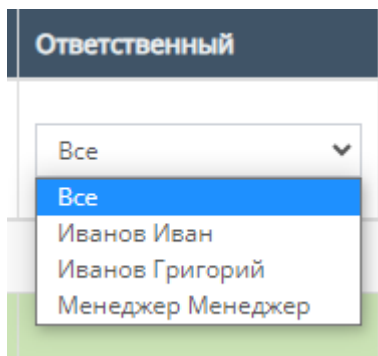 Ответственный
Все
Все
Иванов Иван
Иванов Григорий
Менеджер Менеджер